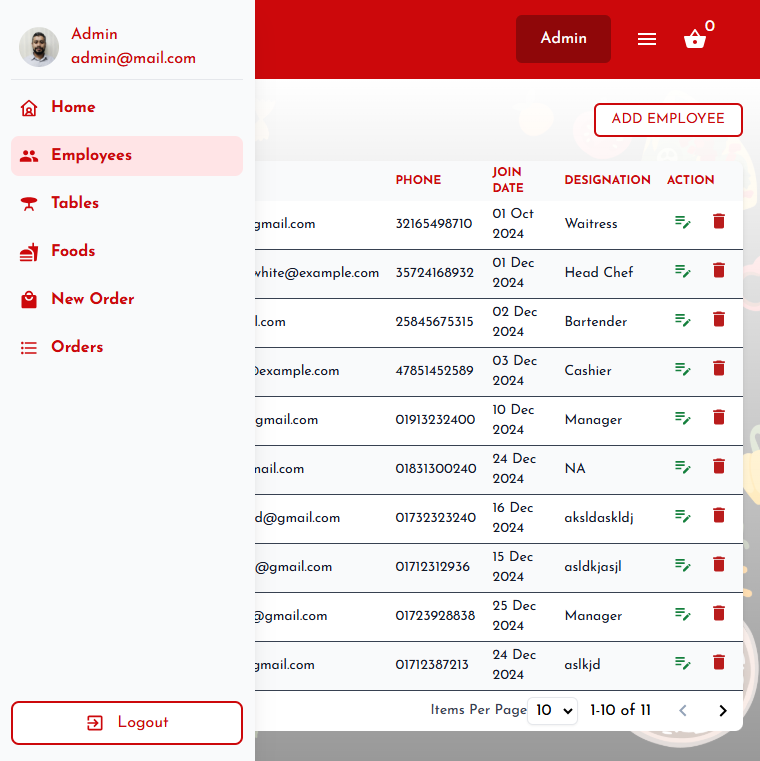 Admin
admin@mail.com
Home
Employees
Tables
Foods
New Order
Orders
Logout
Admin
0
ADD EMPLOYEE
PHONE JOIN DATE DESIGNATION ACTION
gmail.com 32165498710 01 Oct 2024 Waitress
white@example.com 35724168932 01 Dec 2024 Head Chef
l.com 25845675315 02 Dec 2024 Bartender
@example.com 47851452589 03 Dec 2024 Cashier
gmail.com 01913232400 10 Dec 2024 Manager
mail.com 01831300240 24 Dec 2024 NA
d@gmail.com 01732323240 16 Dec 2024 aksldaskldj
@gmail.com 01712312936 15 Dec 2024 asldkjasjl
@gmail.com 01723928838 25 Dec 2024 Manager
gmail.com 01712387213 24 Dec 2024 aslkjd
Items Per Page 10 1-10 of 11